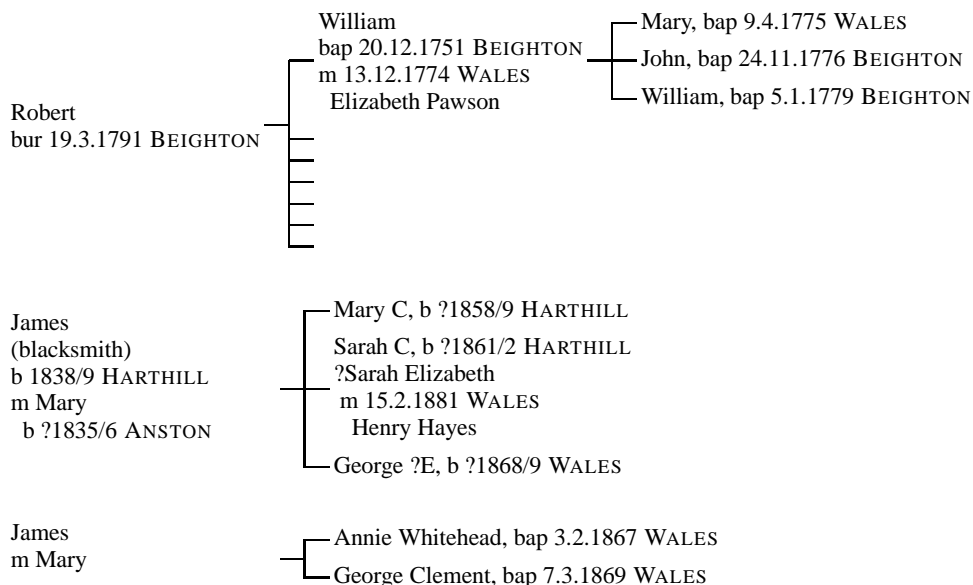 William
bap 20.12.1751 BEIGHTON
m 13.12.1774 WALES
Elizabeth Pawson
Mary, bap 9.4.1775 WALES
John, bap 24.11.1776 BEIGHTON
William, bap 5.1.1779 BEIGHTON
Robert
bur 19.3.1791 BEIGHTON
James
(blacksmith)
b 1838/9 HARTHILL
m Mary
b ?1835/6 ANSTON
Mary C, b ?1858/9 HARTHILL
Sarah C, b ?1861/2 HARTHILL
?Sarah Elizabeth
m 15.2.1881 WALES
Henry Hayes
George ?E, b ?1868/9 WALES
James
m Mary
Annie Whitehead, bap 3.2.1867 WALES
George Clement, bap 7.3.1869 WALES